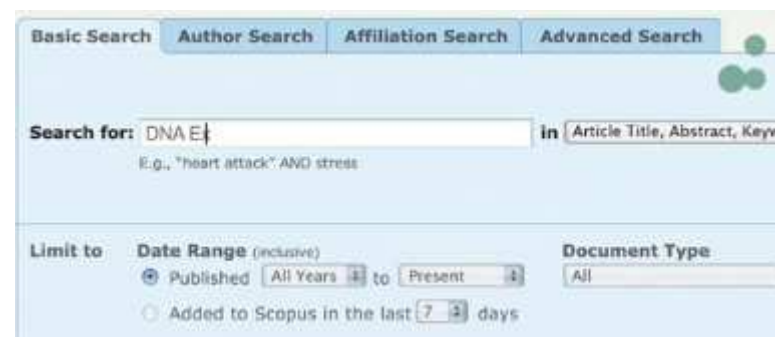 Basic Search Author Search Affiliation Search Advanced Search
Search for: DNA Ex in Article Title, Abstract, Keyw
E.g., "heart attack" AND stress
Limit to Date Range (inclusive) Document Type
Published All Years to Present All
Added to Scopus in the last 7 days